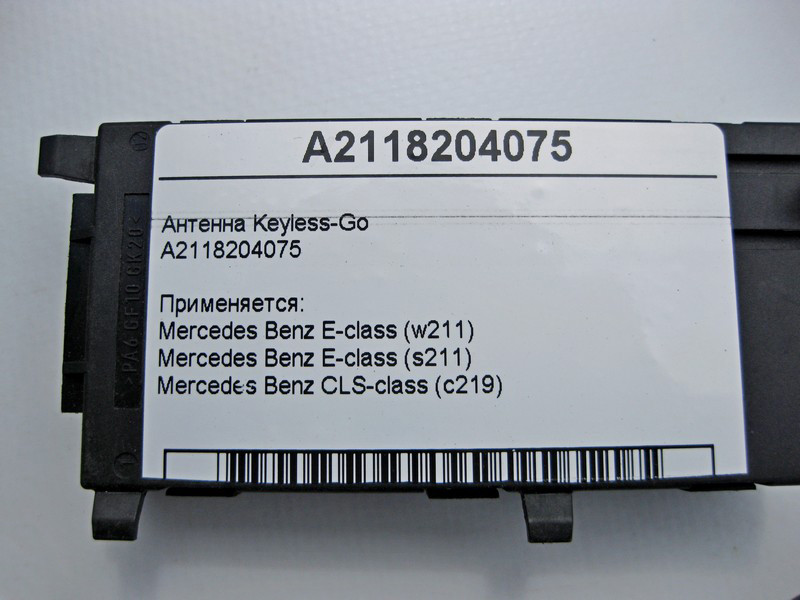 A2118204075
Антенна Keyless-Go
A2118204075
Применяется:
Mercedes Benz E-class (w211)
Mercedes Benz E-class (s211)
Mercedes Benz CLS-class (c219)
>PA6 GF10 GK20<